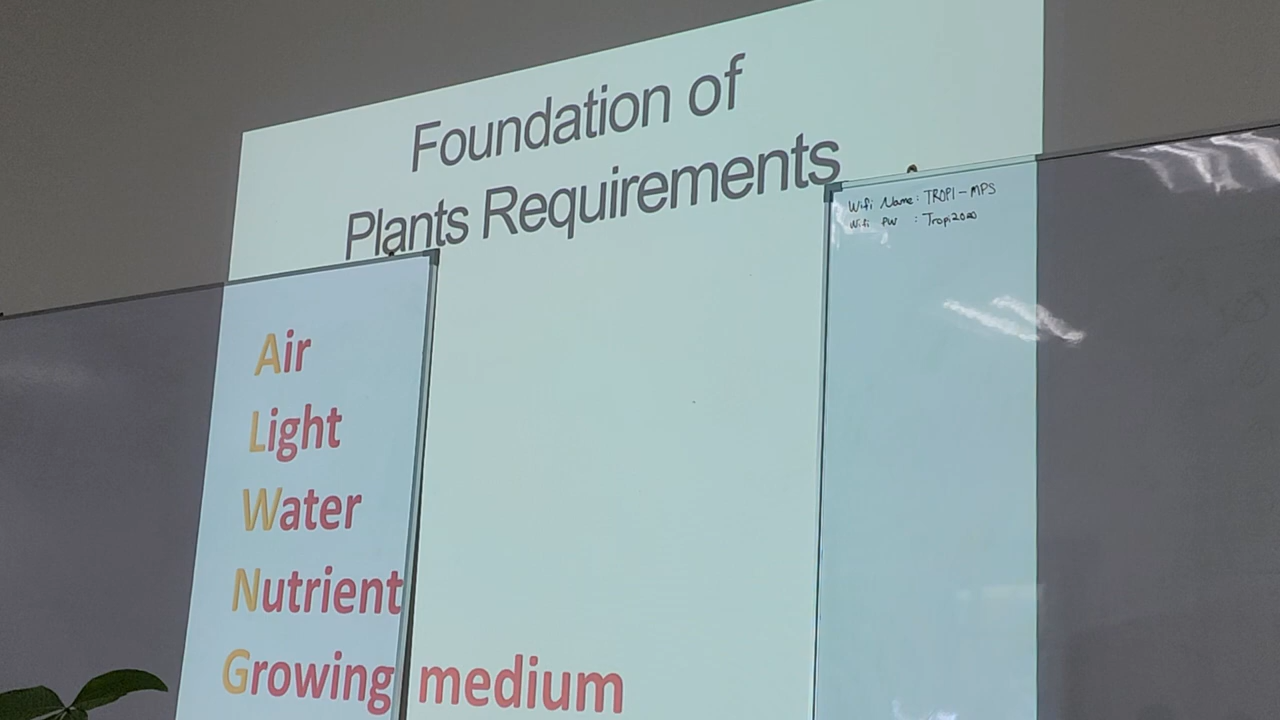 Foundation of
Plants Requirements
Wifi Name: TROPI-MPS
Wifi PW : Tropi2020
Air
Light
Water
Nutrient
Growing medium